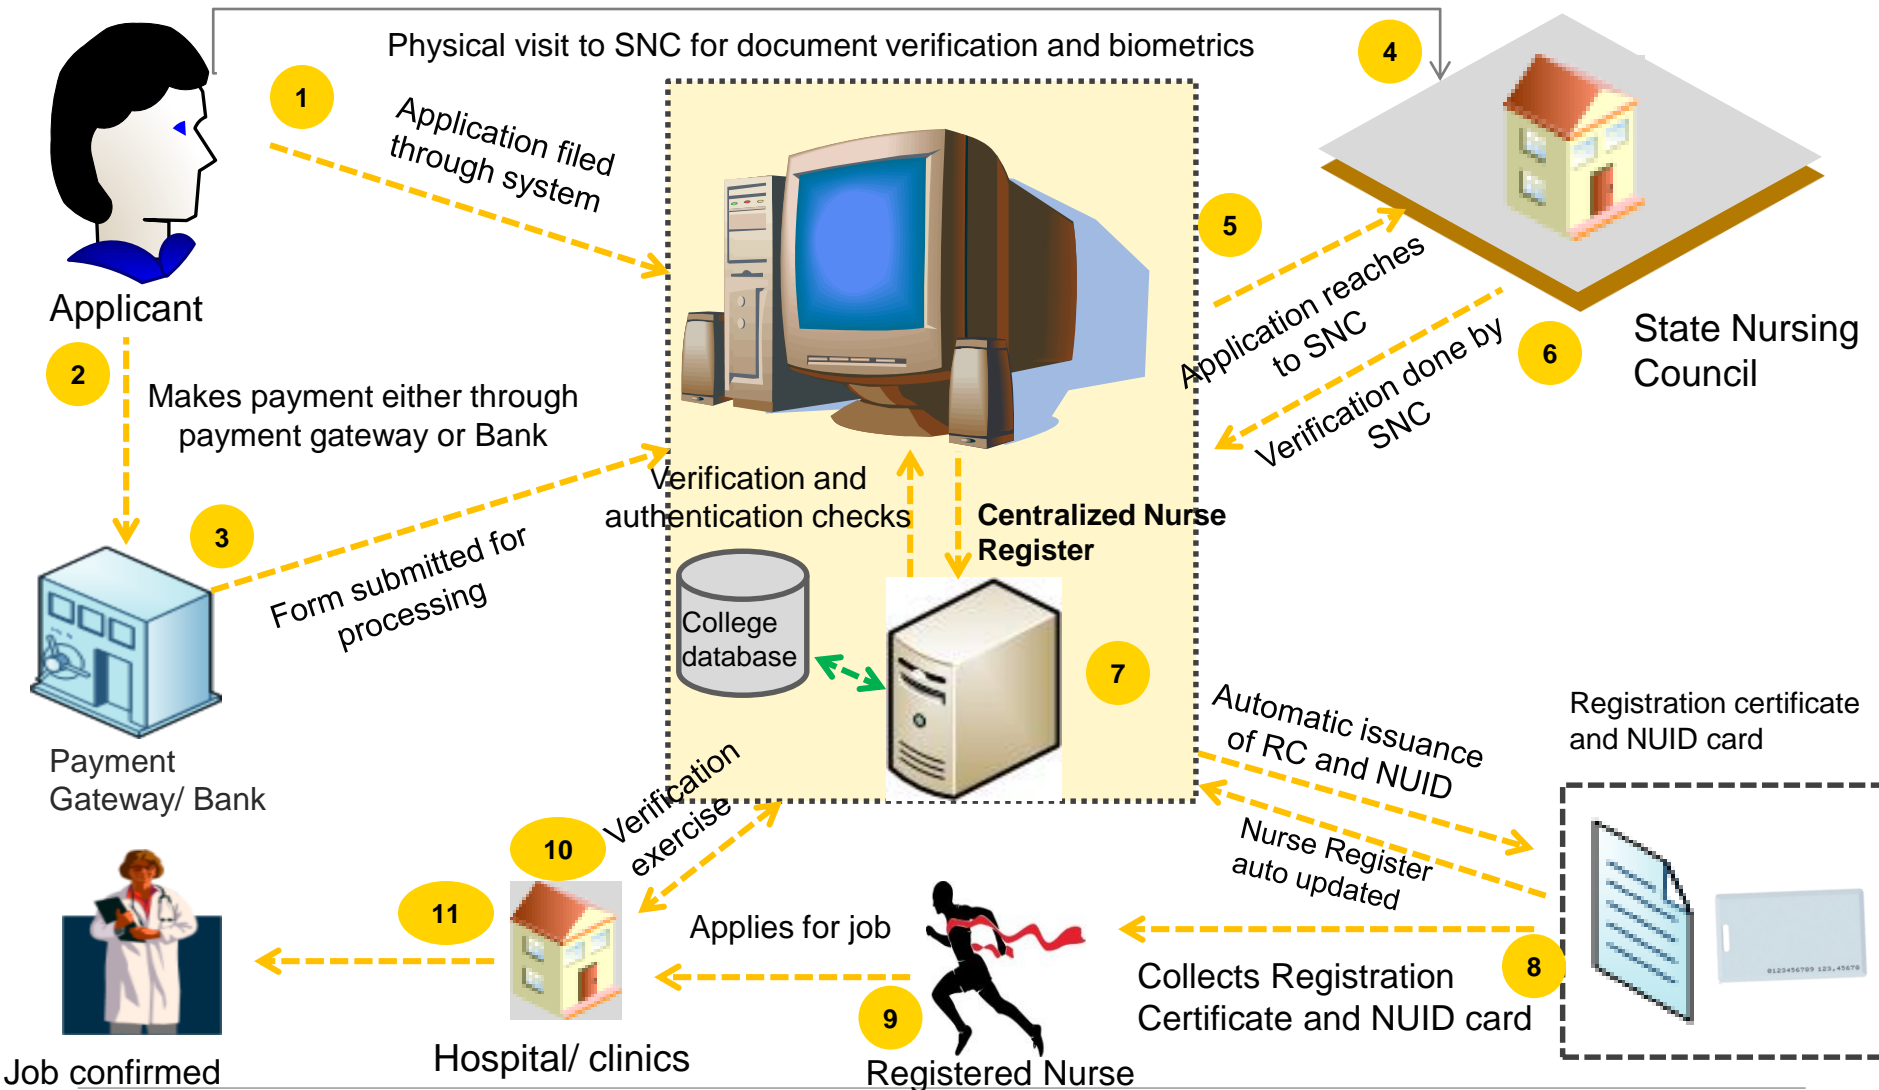 Physical visit to SNC for document verification and biometrics
4
1
Application filed
through system
5
Applicant
Application reaches
to SNC
State Nursing
Council
6
Verification done by
SNC
2
Makes payment either through
payment gateway or Bank
Verification and
authentication checks
Centralized Nurse
Register
3
Form submitted for
processing
College
database
7
Payment
Gateway/ Bank
Automatic issuance
of RC and NUID
Registration certificate
and NUID card
Nurse Register
auto updated
Verification
exercise
10
11
Applies for job
8
0123456789 123,45678
Collects Registration
Certificate and NUID card
9
Job confirmed
Hospital/ clinics
Registered Nurse